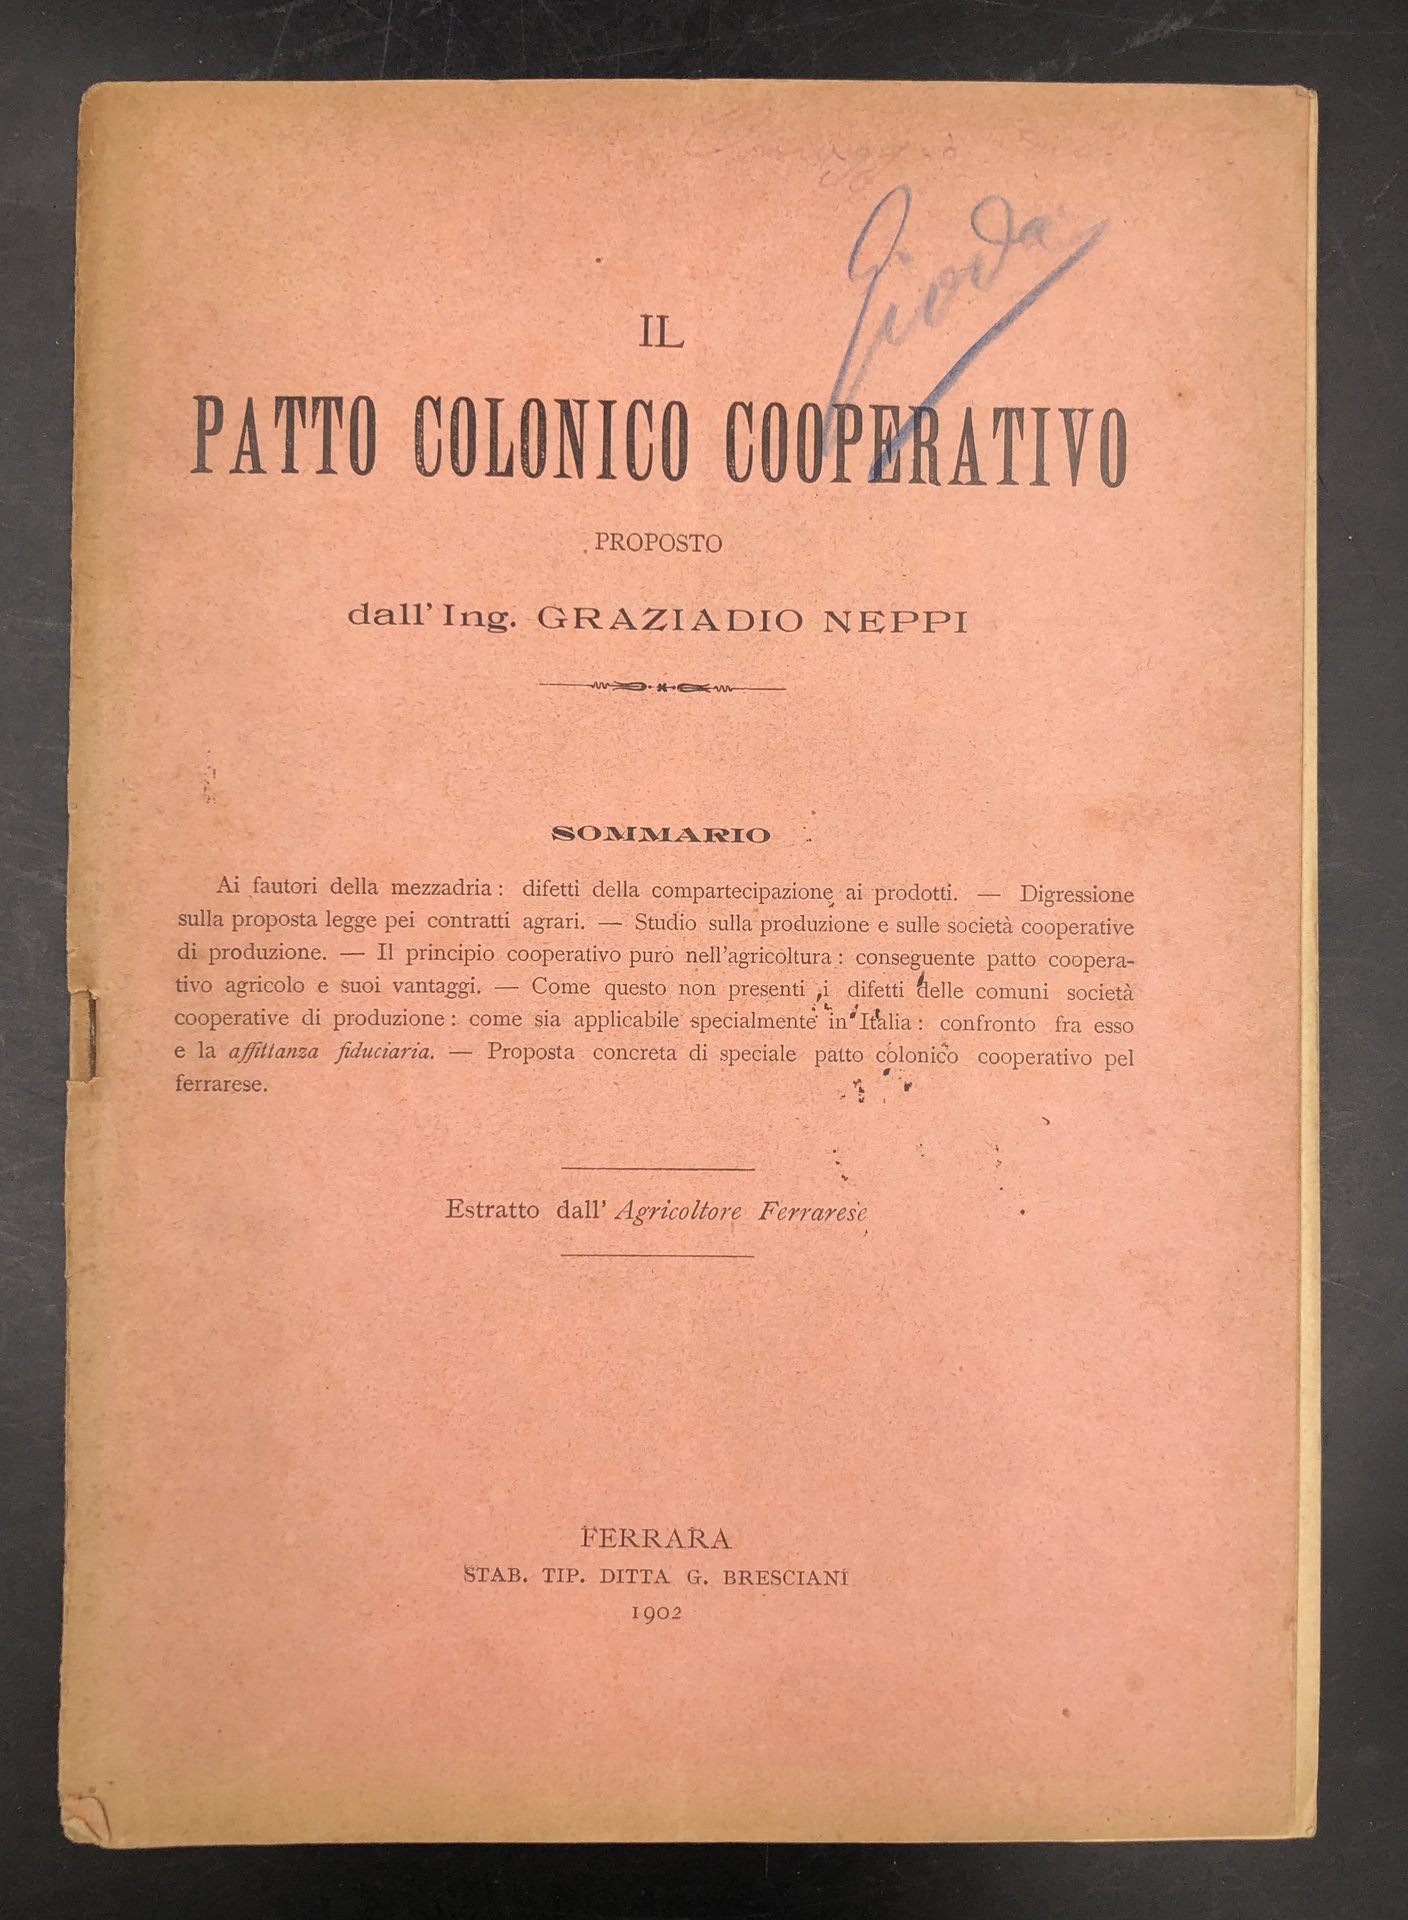 Gioda
IL
PATTO COLONICO COOPERATIVO
PROPOSTO
dall' Ing. GRAZIADIO NEPPI
SOMMARIO
Ai fautori della mezzadria : difetti della compartecipazione ai prodotti. — Digressione
sulla proposta legge pei contratti agrari. — Studio sulla produzione e sulle società cooperative
di produzione. — Il principio cooperativo puro nell'agricoltura : conseguente patto coopera-
tivo agricolo e suoi vantaggi. — Come questo non presenti i difetti delle comuni società
cooperative di produzione : come sia applicabile specialmente in Italia : confronto fra esso
e la affittanza fiduciaria. — Proposta concreta di speciale patto colonico cooperativo pel
ferrarese.
Estratto dall' Agricoltore Ferrarese
FERRARA
STAB. TIP. DITTA G. BRESCIANI
1902